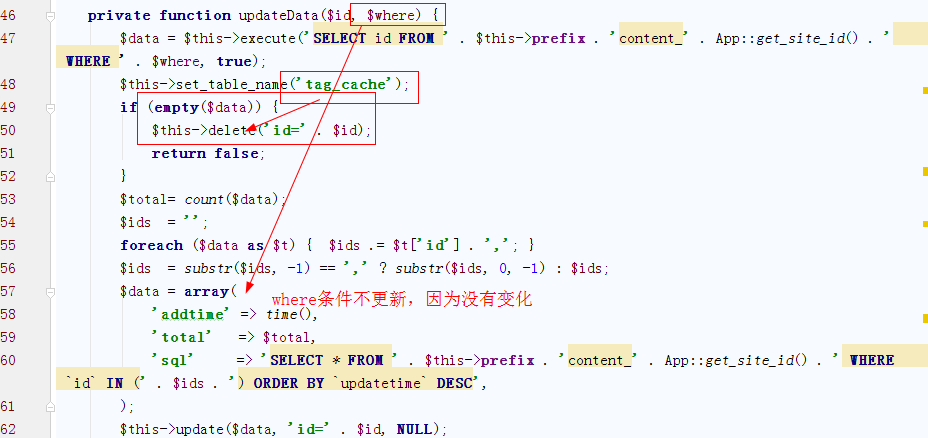 46 private function updateData($id, $where) {
47 $data = $this->execute('SELECT id FROM ' . $this->prefix . 'content_' . App::get_site_id() . '
WHERE ' . $where, true);
48 $this->set_table_name('tag_cache');
49 if (empty($data)) {
50 $this->delete('id=' . $id);
51 return false;
52 }
53 $total= count($data);
54 $ids = '';
55 foreach ($data as $t) { $ids .= $t['id'] . ','; }
56 $ids = substr($ids, -1) == ',' ? substr($ids, 0, -1) : $ids;
57 $data = array(
where条件不更新，因为没有变化
58 'addtime' => time(),
59 'total' => $total,
60 'sql' => 'SELECT * FROM ' . $this->prefix . 'content_' . App::get_site_id() . ' WHERE
`id` IN (' . $ids . ') ORDER BY `updatetime` DESC',
61 );
62 $this->update($data, 'id=' . $id, NULL);